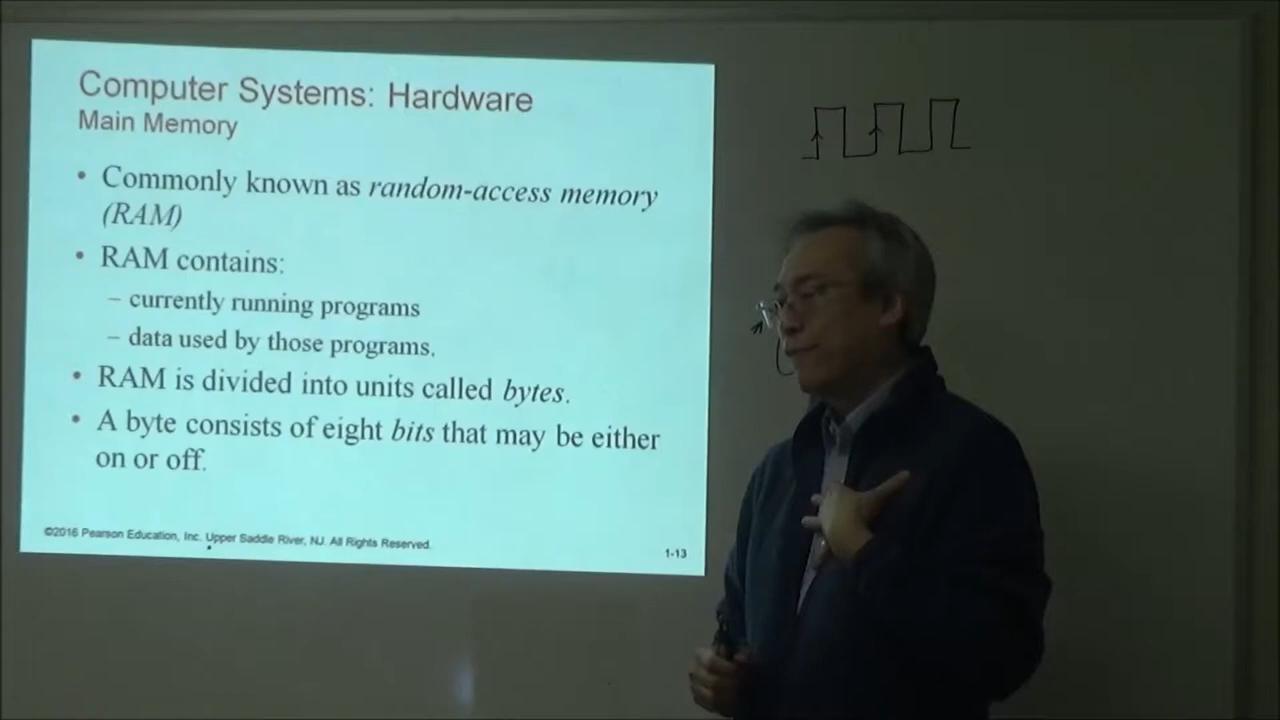 Computer Systems: Hardware
Main Memory
• Commonly known as random-access memory
(RAM)
• RAM contains:
– currently running programs
– data used by those programs.
• RAM is divided into units called bytes.
• A byte consists of eight bits that may be either
on or off.
©2016 Pearson Education, Inc. Upper Saddle River, NJ. All Rights Reserved.
1-13